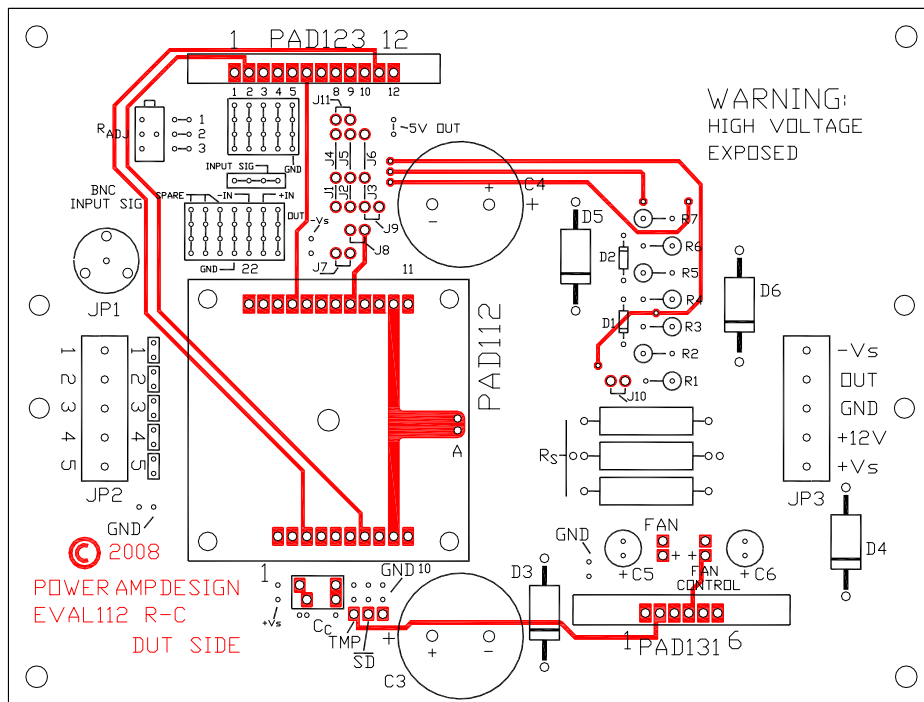 1 PAD123 12
1 2 3 4 5 8 9 10 12
J11
RADJ
1
2
3
-5V OUT
WARNING:
HIGH VOLTAGE
EXPOSED
J4 J5 J6
GND
INPUT SIG
J1 J2 J3
C4
+
- +
BNC
INPUT SIG
SPARE -IN +IN
OUT
-Vs
J9
J8
J7
GND 22
11
D5
R7
D2
R6
R5
D6
R4
D1
R3
R2
R1
J10
JP1
PAD112
A
1 1
2 2
3 3
4 4
5 5
JP2
GND
-Vs
OUT
GND
+12V
+Vs
JP3
Rs
D4
© 2008
POWER AMP DESIGN
EVAL112 R-C
DUT SIDE
1
GND 10
+Vs
Cc
TMP
SD
D3
+
+ -
C3
GND
FAN
+ +
+ C5
FAN
CONTROL
+ C6
1 PAD131 6